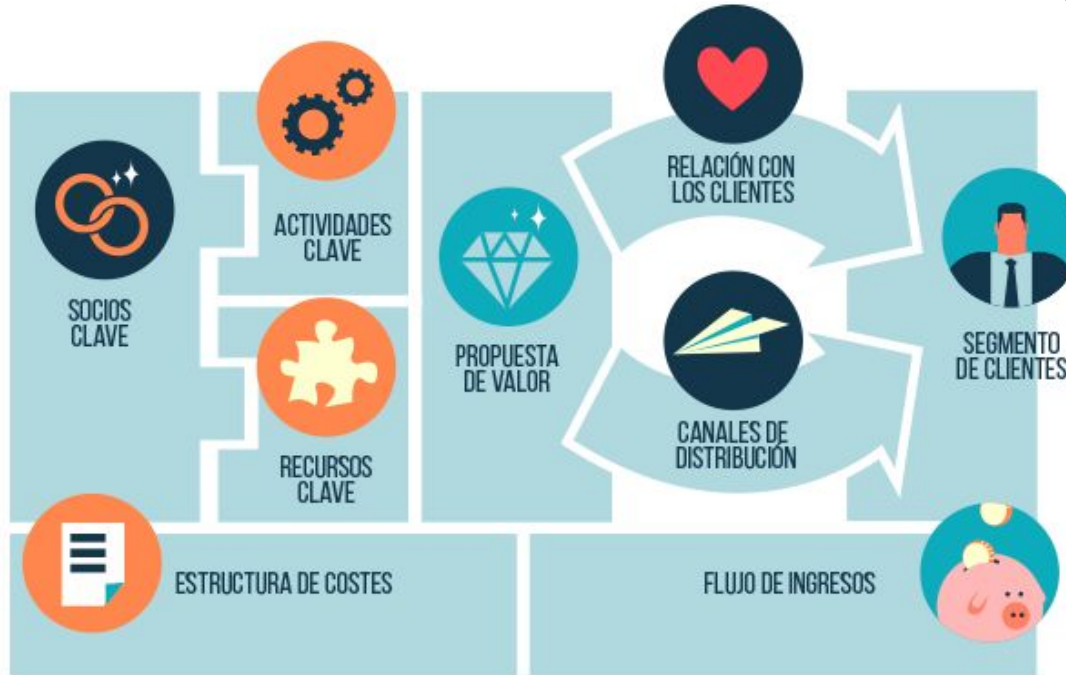 SOCIOS
CLAVE
ACTIVIDADES
CLAVE
RECURSOS
CLAVE
PROPUESTA
DE VALOR
RELACIÓN CON
LOS CLIENTES
CANALES DE
DISTRIBUCIÓN
SEGMENTO
DE CLIENTES
ESTRUCTURA DE COSTES
FLUJO DE INGRESOS